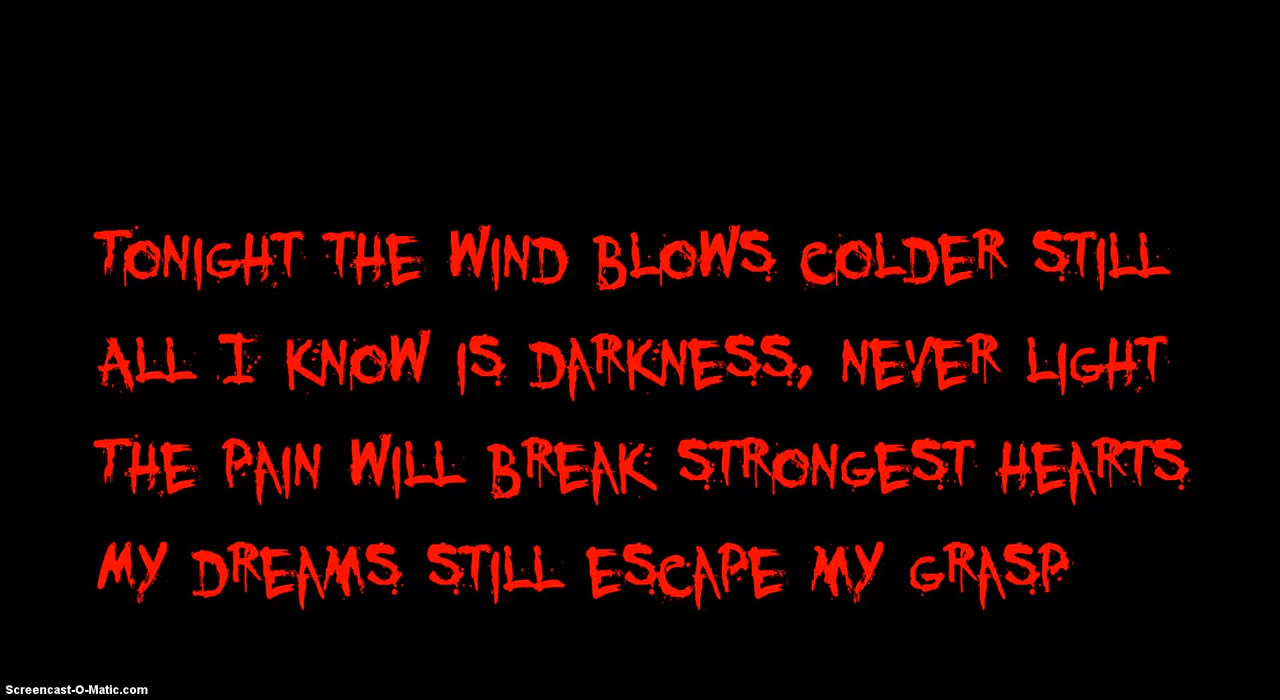 TONIGHT THE WIND BLOWS COLDER STILL
ALL I KNOW IS DARKNESS, NEVER LIGHT
THE PAIN WILL BREAK STRONGEST HEARTS
MY DREAMS STILL ESCAPE MY GRASP
Screencast-O-Matic.com